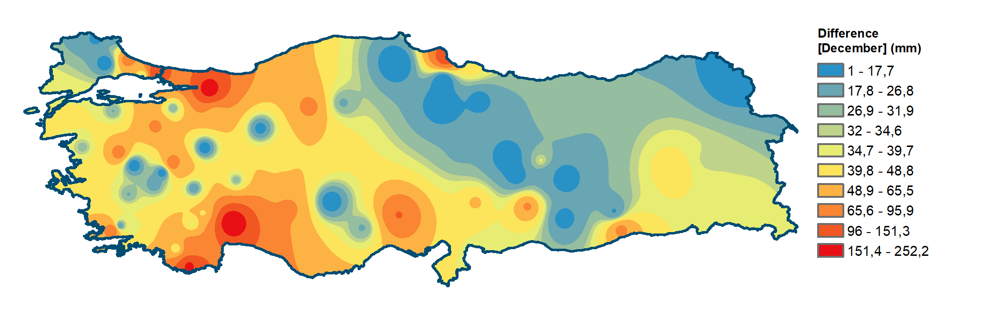 Difference
[December] (mm)
1 - 17,7
17,8 - 26,8
26,9 - 31,9
32 - 34,6
34,7 - 39,7
39,8 - 48,8
48,9 - 65,5
65,6 - 95,9
96 - 151,3
151,4 - 252,2